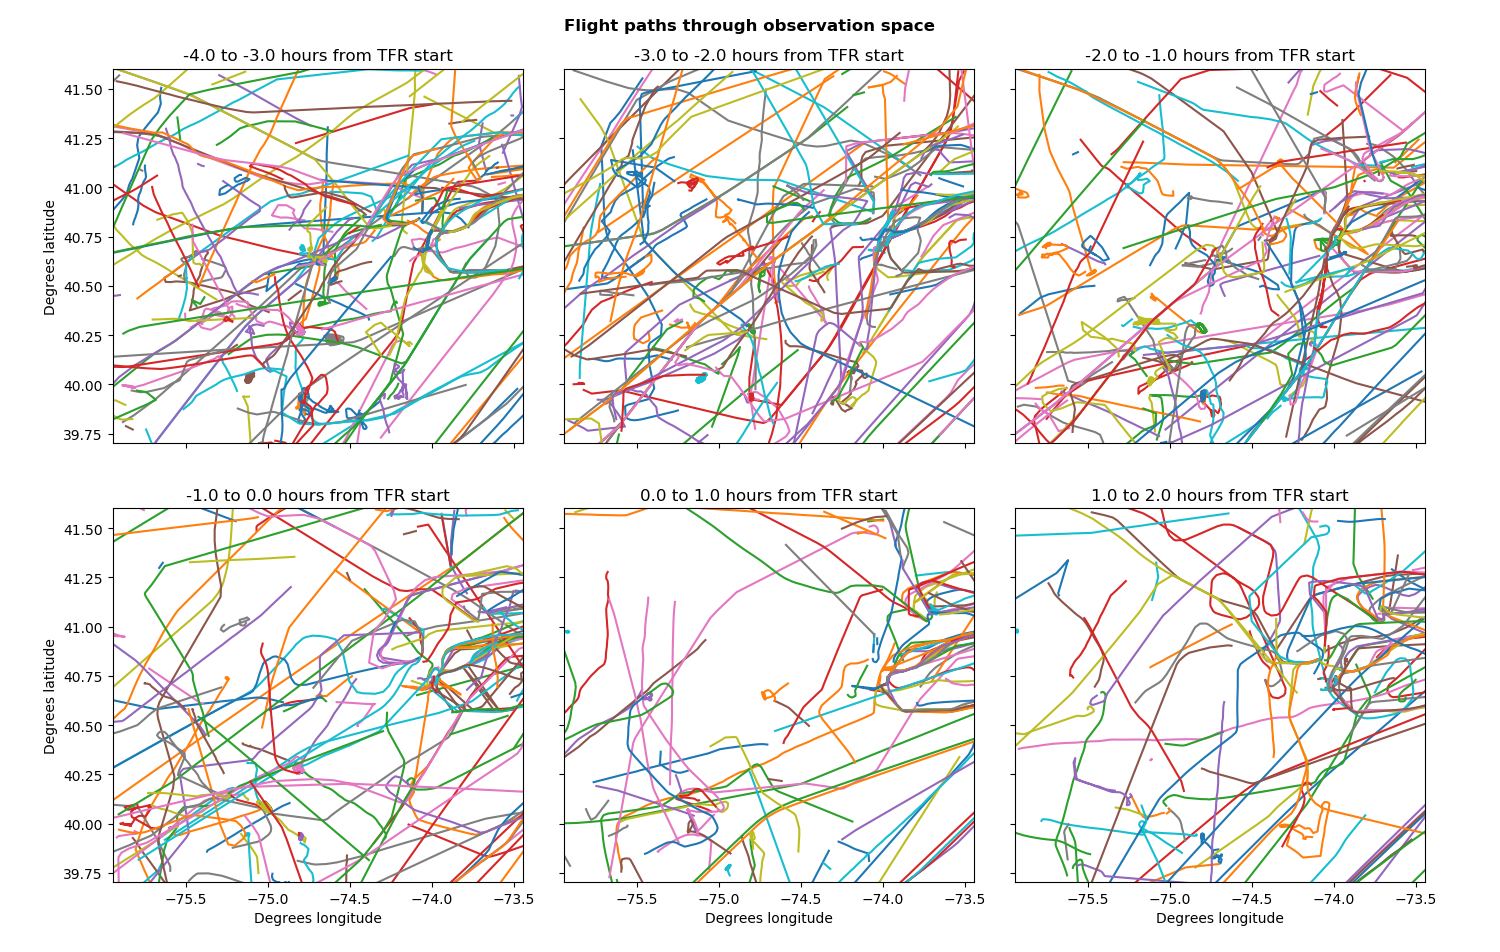 Flight paths through observation space
-4.0 to -3.0 hours from TFR start
-3.0 to -2.0 hours from TFR start
-2.0 to -1.0 hours from TFR start
41.50
41.25
41.00
40.75
40.50
40.25
40.00
39.75
Degrees latitude
-1.0 to 0.0 hours from TFR start
0.0 to 1.0 hours from TFR start
1.0 to 2.0 hours from TFR start
41.50
41.25
41.00
40.75
40.50
40.25
40.00
39.75
Degrees latitude
−75.5 −75.0 −74.5 −74.0 −73.5
−75.5 −75.0 −74.5 −74.0 −73.5
−75.5 −75.0 −74.5 −74.0 −73.5
Degrees longitude
Degrees longitude
Degrees longitude